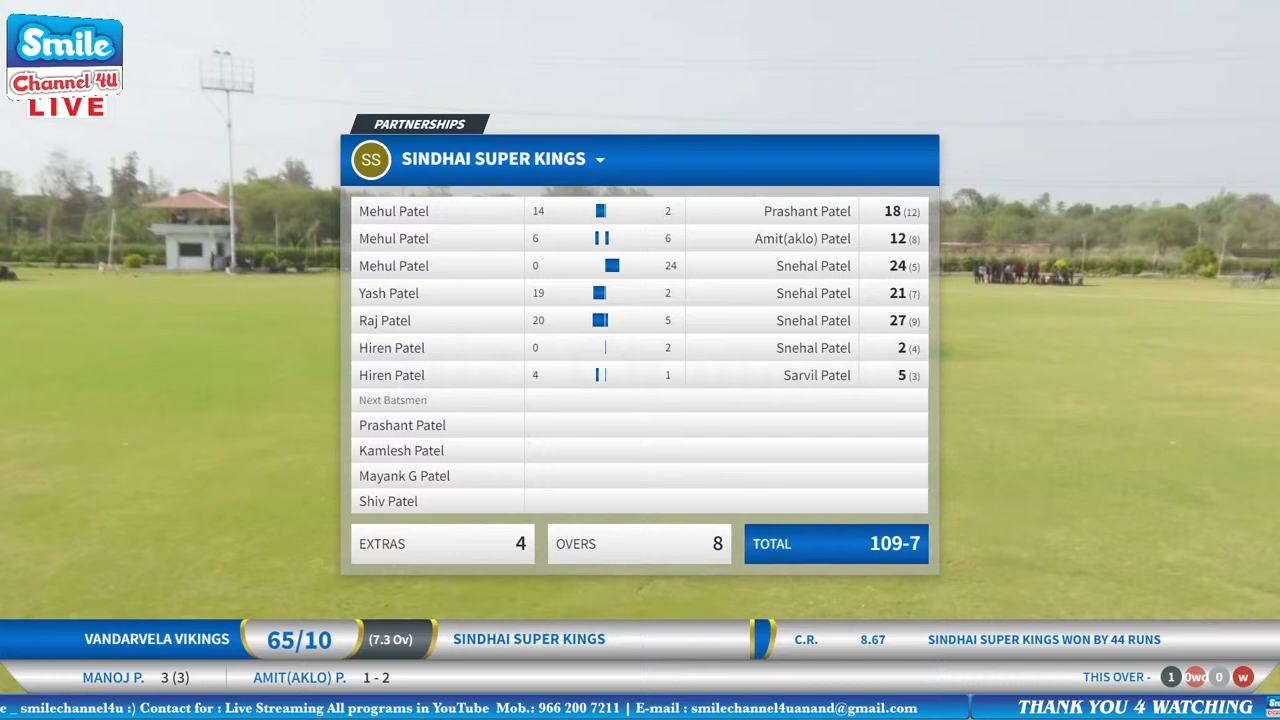 Smile
Channel 4U
LIVE
PARTNERSHIPS
SS SINDHAI SUPER KINGS
Mehul Patel 14 2 Prashant Patel 18 (12)
Mehul Patel 6 6 Amit(aklo) Patel 12 (8)
Mehul Patel 0 24 Snehal Patel 24 (5)
Yash Patel 19 2 Snehal Patel 21 (7)
Raj Patel 20 5 Snehal Patel 27 (9)
Hiren Patel 0 2 Snehal Patel 2 (4)
Hiren Patel 4 1 Sarvil Patel 5 (3)
Next Batsmen
Prashant Patel
Kamlesh Patel
Mayank G Patel
Shiv Patel
EXTRAS 4 OVERS 8 TOTAL 109-7
VANDARVELA VIKINGS 65/10 (7.3 Ov) SINDHAI SUPER KINGS C.R. 8.67 SINDHAI SUPER KINGS WON BY 44 RUNS
MANOJ P. 3 (3) AMIT(AKLO) P. 1 - 2 THIS OVER - 1 0wc 0 w
e _ smilechannel4u :) Contact for : Live Streaming All programs in YouTube Mob.: 966 200 7211 | E-mail : smilechannel4uanand@gmail.com THANK YOU 4 WATCHING